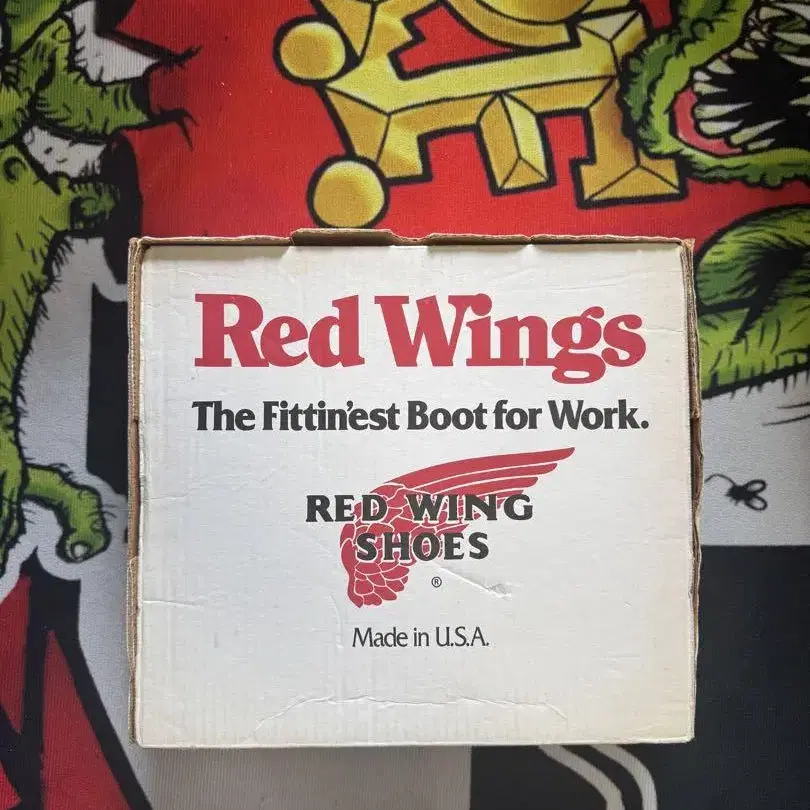 Red Wings
The Fittin'est Boot for Work.
RED WING
SHOES
®
Made in U.S.A.